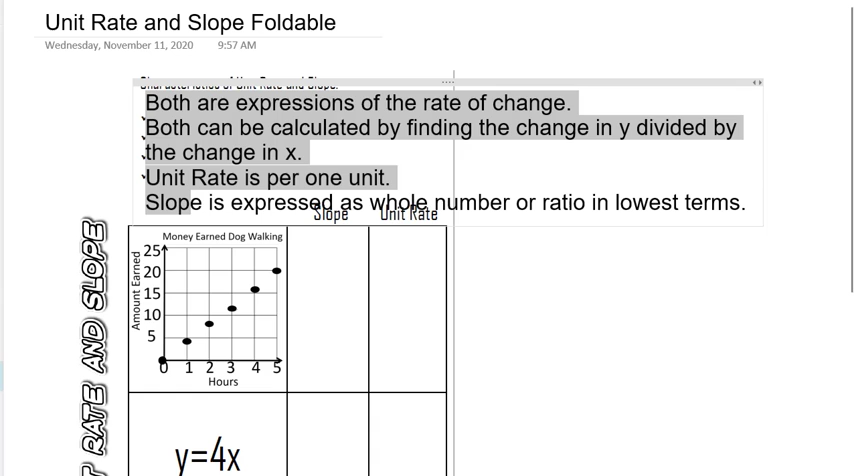 Unit Rate and Slope Foldable
Wednesday, November 11, 2020 9:57 AM
Both are expressions of the rate of change.
Both can be calculated by finding the change in y divided by
the change in x.
Unit Rate is per one unit.
Slope is expressed as whole number or ratio in lowest terms.
Slope Unit Rate
RATE AND SLOPE
Money Earned Dog Walking
Amount Earned
25
20
15
10
5
0 1 2 3 4 5
Hours
y=4x